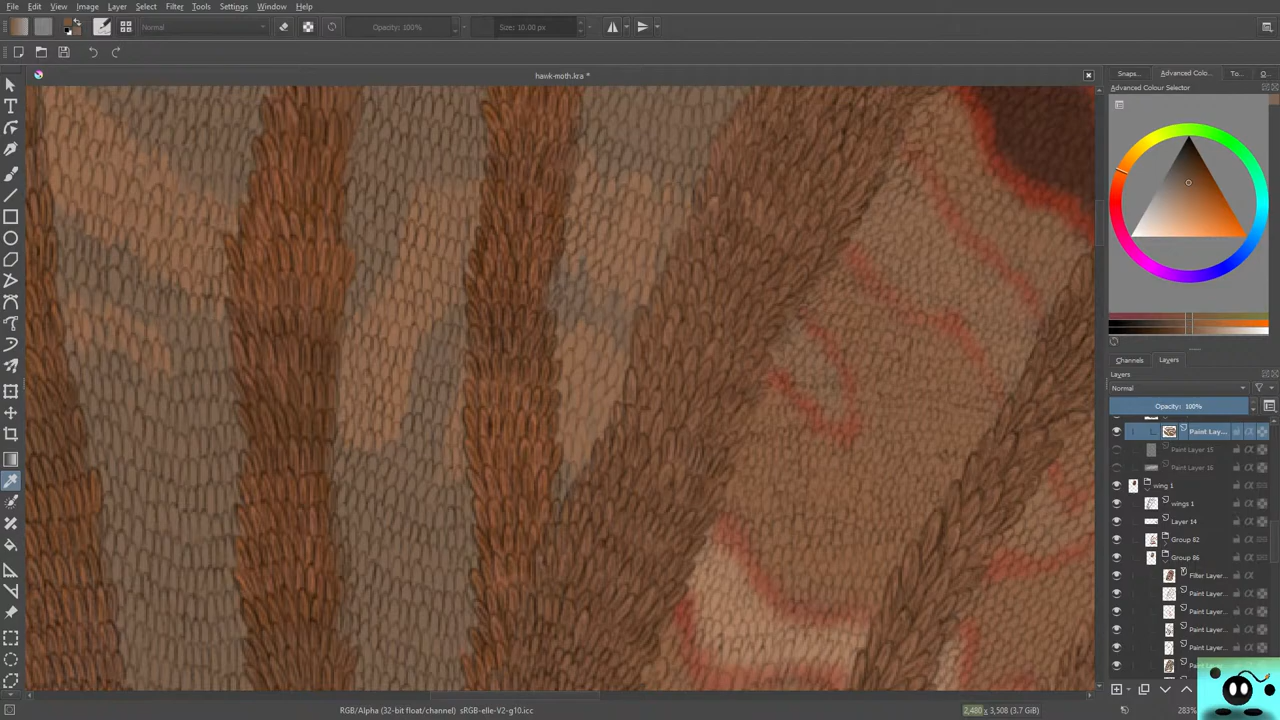 File Edit View Image Layer Select Filter Tools Settings Window Help
Normal Opacity: 100% Size: 10.00 px
hawk-moth.kra *
Snaps... Advanced Colo... To... O...
Advanced Colour Selector
Channels Layers
Layers
Normal
Opacity: 100%
Paint Lay...
Paint Layer 15
Paint Layer 16
wing 1
wings 1
Layer 14
Group 82
Group 86
Filter Layer...
Paint Layer...
Paint Layer...
Paint Layer...
Paint Layer...
Paint Layer...
RGB/Alpha (32-bit float/channel) sRGB-elle-V2-g10.icc 2,480 x 3,508 (3.7 GiB) 283%